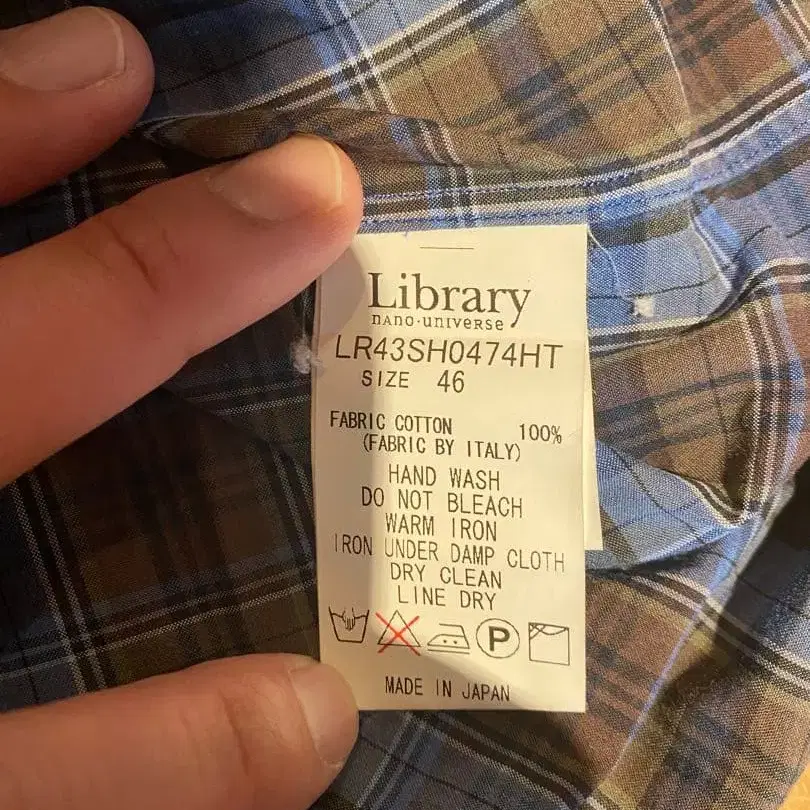 Library
nano·universe
LR43SH0474HT
SIZE 46
FABRIC COTTON 100%
(FABRIC BY ITALY)
HAND WASH
DO NOT BLEACH
WARM IRON
IRON UNDER DAMP CLOTH
DRY CLEAN
LINE DRY
P
MADE IN JAPAN